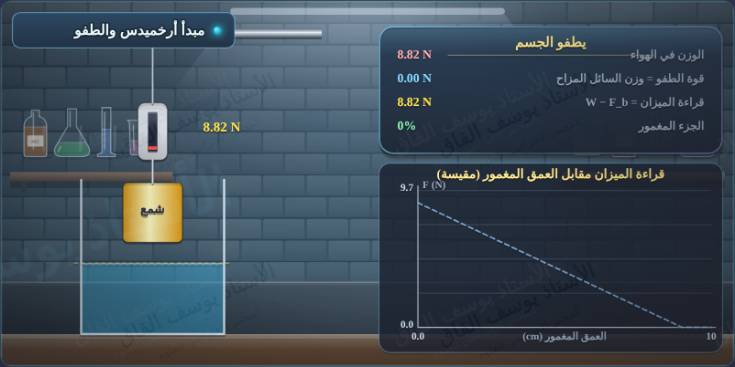 مبدأ أرخميدس والطفو
8.82 N
شمع
يطفو الجسم
الوزن في الهواء 8.82 N
قوة الطفو = وزن السائل المزاح 0.00 N
قراءة الميزان W − F_b 8.82 N
الجزء المغمور 0%
قراءة الميزان مقابل العمق المغمور (مقيسة)
F (N)
9.7
0.0
0.0 العمق المغمور (cm) 10
الأستاذ يوسف